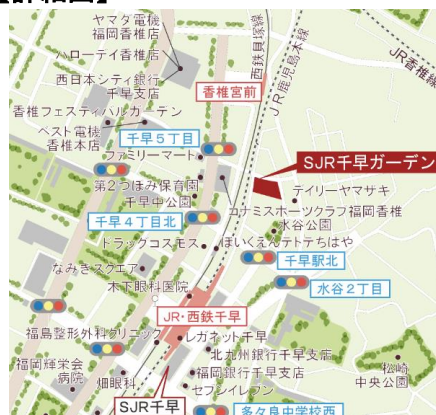 ヤマダ電機
福岡香椎店
ハローデイ香椎店
西日本シティ銀行
千早支店
西鉄貝塚線
JR鹿児島本線
JR香椎線
香椎宮前
香椎フェスティバルガーデン
ベスト電機
香椎本店
千早5丁目
ファミリーマート
SJR千早ガーデン
デイリーヤマザキ
第2つぼみ保育園
千早中公園
コナミスポーツクラブ福岡香椎
水谷公園
千早4丁目北
ドラッグコスモス
ほいくえんテトテちはや
千早駅北
なみきスクエア
木下眼科医院
水谷2丁目
JR・西鉄千早
福島整形外科クリニック
レガネット千早
北九州銀行千早支店
福岡輝栄会
病院
畑眼科
福岡銀行千早支店
セブンイレブン
松崎
中央公園
SJR千早
多々良中学校西